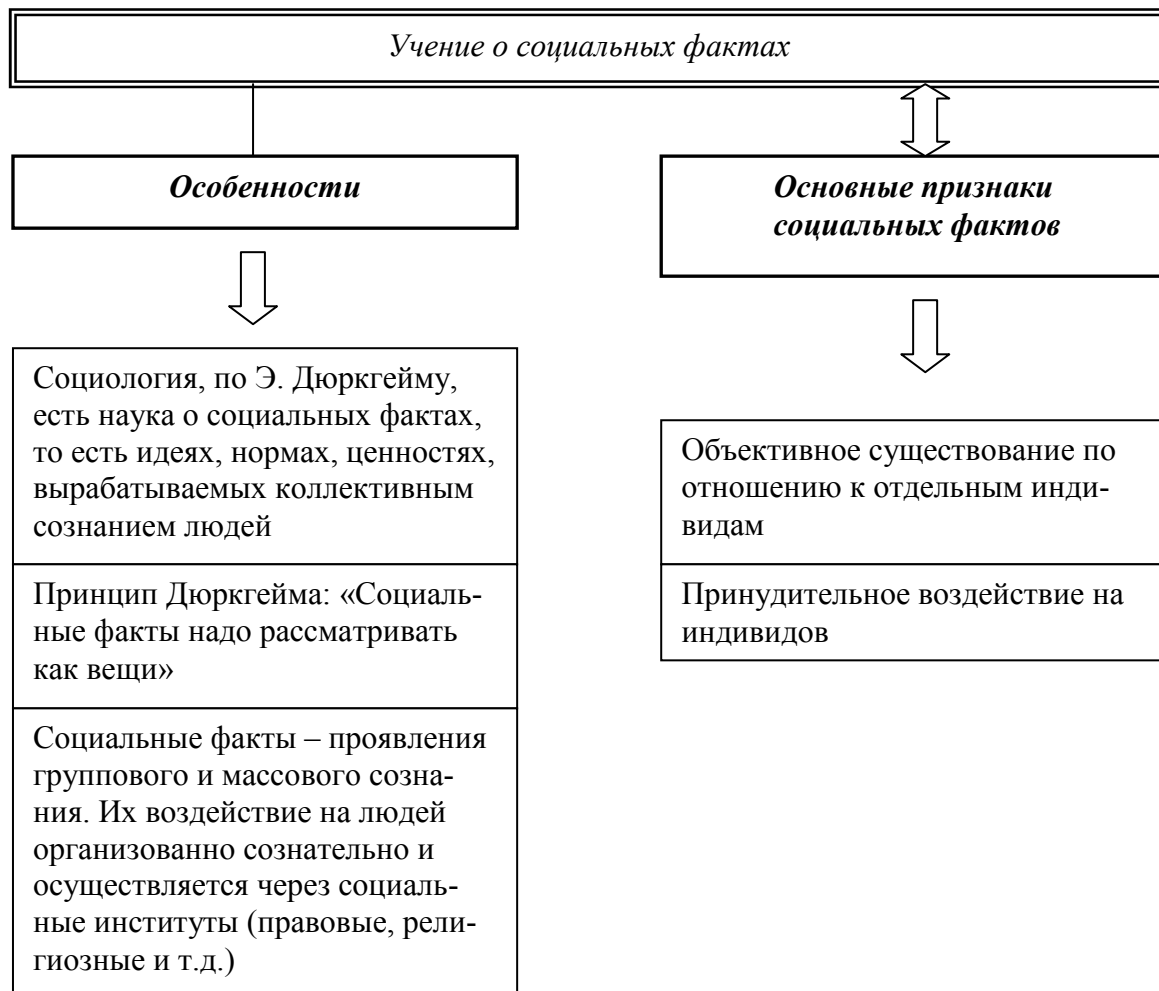 Учение о социальных фактах
Особенности
Социология, по Э. Дюркгейму,
есть наука о социальных фактах,
то есть идеях, нормах, ценностях,
вырабатываемых коллективным
сознанием людей
Принцип Дюркгейма: «Социаль-
ные факты надо рассматривать
как вещи»
Социальные факты – проявления
группового и массового созна-
ния. Их воздействие на людей
организованно сознательно и
осуществляется через социаль-
ные институты (правовые, рели-
гиозные и т.д.)
Основные признаки
социальных фактов
Объективное существование по
отношению к отдельным инди-
видам
Принудительное воздействие на
индивидов